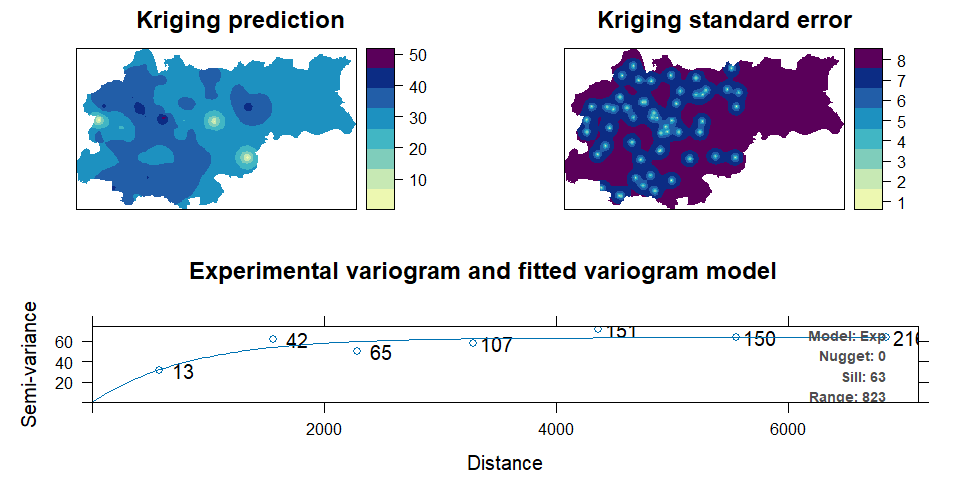 Kriging prediction
50
40
30
20
10
Kriging standard error
8
7
6
5
4
3
2
1
Experimental variogram and fitted variogram model
Semi-variance
60
40
20
13
42
65
107
151
150
216
Model: Exp
Nugget: 0
Sill: 63
Range: 823
2000
4000
6000
Distance